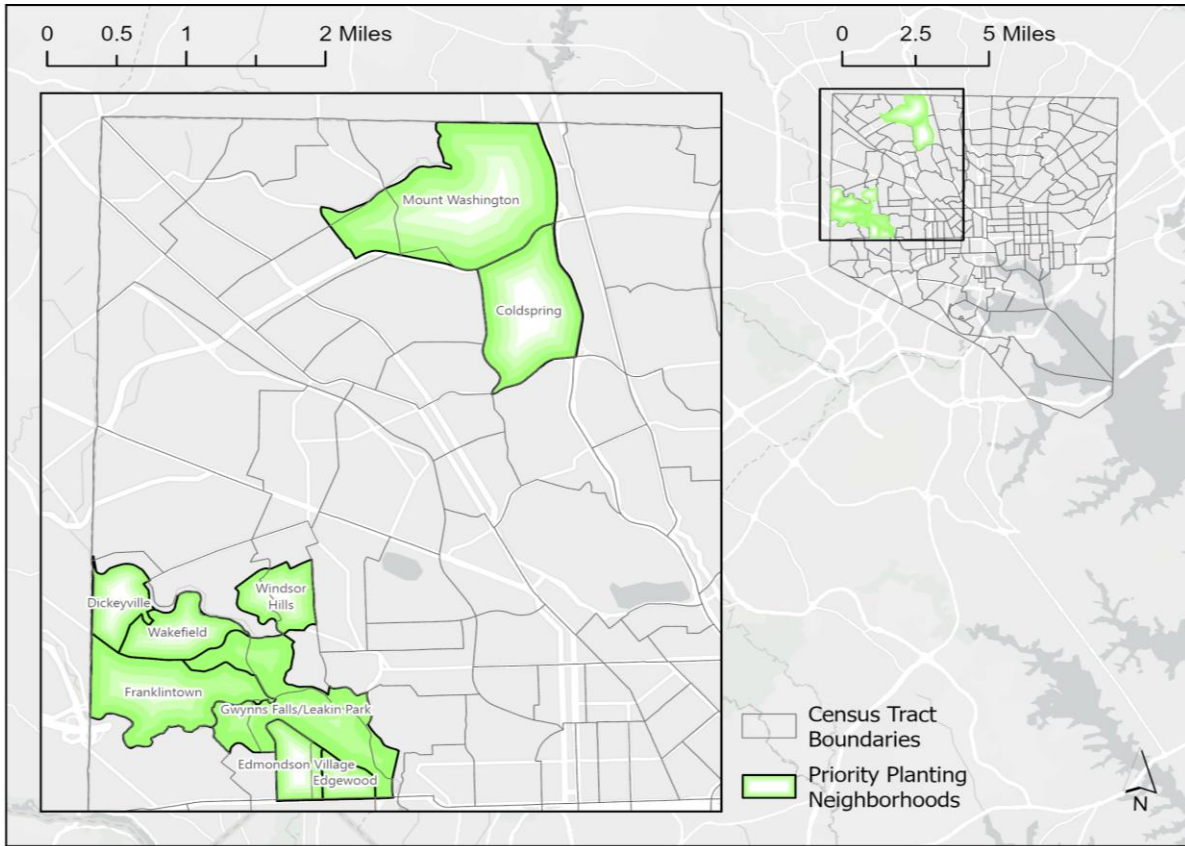 0 0.5 1 2 Miles
0 2.5 5 Miles
Mount Washington
Coldspring
Windsor
Hills
Dickeyville
Wakefield
Franklintown
Gwynns Falls/Leakin Park
Edmondson Village
Edgewood
Census Tract
Boundaries
Priority Planting
Neighborhoods
N